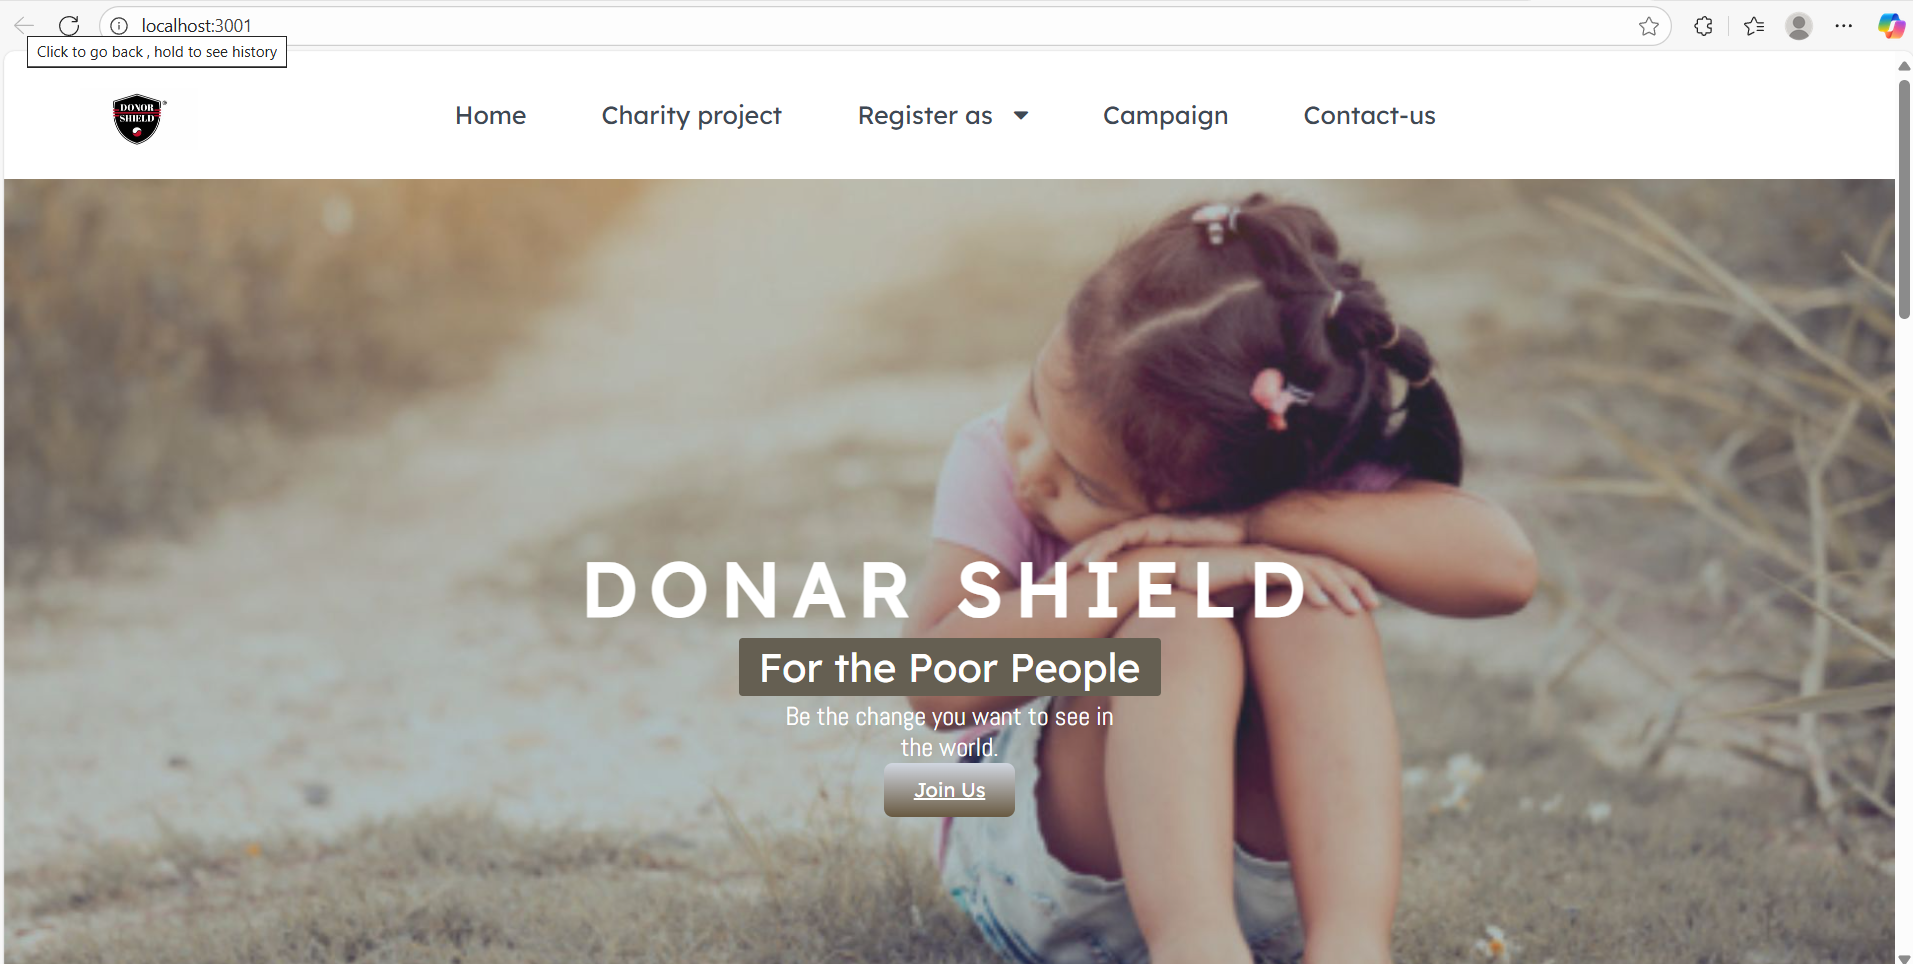 localhost:3001
Click to go back , hold to see history
DONOR
SHIELD
®
Home
Charity project
Register as
Campaign
Contact-us
DONAR SHIELD
For the Poor People
Be the change you want to see in
the world.
Join Us